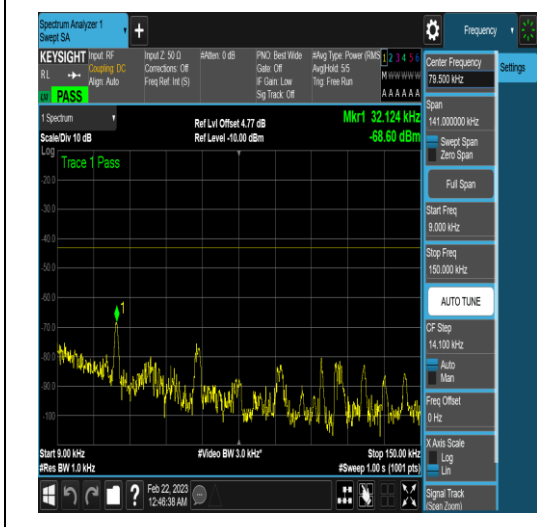 Spectrum Analyzer 1
Swept SA
+
Frequency
KEYSIGHT
Input: RF
Coupling: DC
Align: Auto
Input Z: 50 Ω
Corrections: Off
Freq Ref: Int (S)
#Atten: 0 dB
PNO: Best Wide
Gate: Off
IF Gain: Low
Sig Track: Off
#Avg Type: Power (RMS)
Avg|Hold: 5/5
Trig: Free Run
1 2 3 4 5 6
M W W W W W
A A A A A A
RL
PASS
Center Frequency
79.500 kHz
Settings
Span
141.000000 kHz
Swept Span
Zero Span
Full Span
Start Freq
9.000 kHz
Stop Freq
150.000 kHz
AUTO TUNE
CF Step
14.100 kHz
Auto
Man
Freq Offset
0 Hz
X Axis Scale
Log
Lin
Signal Track
(Span Zoom)
1 Spectrum
Scale/Div 10 dB
Ref Lvl Offset 4.77 dB
Ref Level -10.00 dBm
Mkr1 32.124 kHz
-68.60 dBm
Log
Trace 1 Pass
-20.0
-30.0
-40.0
-50.0
-60.0
-70.0
-80.0
-90.0
-100
1
Start 9.00 kHz
#Res BW 1.0 kHz
#Video BW 3.0 kHz*
Stop 150.00 kHz
#Sweep 1.00 s (1001 pts)
?
Feb 22, 2023
12:46:38 AM